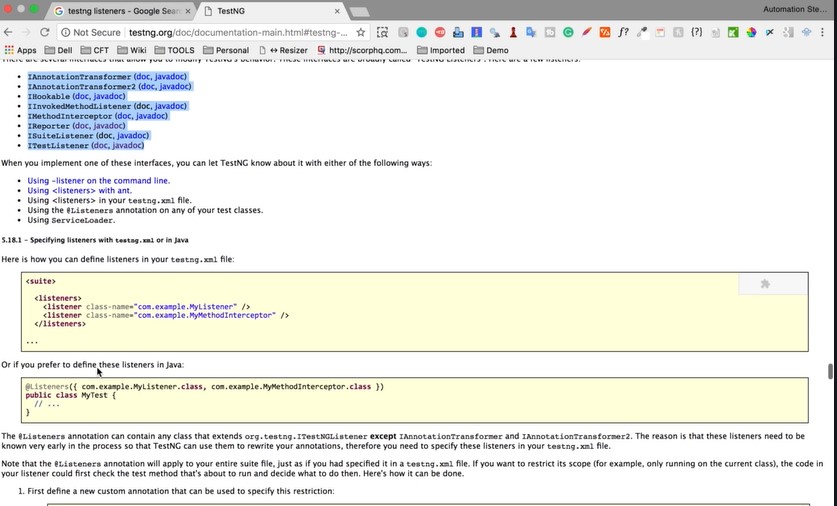 testng listeners - Google Sear
TestNG
Automation Ste...
Not Secure testng.org/doc/documentation-main.html#testng-...
Apps Dell CFT Wiki TOOLS Personal Resizer http://scorphq.com... Imported Demo
There are several interfaces that allow you to modify TestNG's behavior. These interfaces are broadly called "TestNG Listeners". Here are a few listeners:
IAnnotationTransformer (doc, javadoc)
IAnnotationTransformer2 (doc, javadoc)
IHookable (doc, javadoc)
IInvokedMethodListener (doc, javadoc)
IMethodInterceptor (doc, javadoc)
IReporter (doc, javadoc)
ISuiteListener (doc, javadoc)
ITestListener (doc, javadoc)
When you implement one of these interfaces, you can let TestNG know about it with either of the following ways:
Using -listener on the command line.
Using <listeners> with ant.
Using <listeners> in your testng.xml file.
Using the @Listeners annotation on any of your test classes.
Using ServiceLoader.
5.18.1 - Specifying listeners with testng.xml or in Java
Here is how you can define listeners in your testng.xml file:
<suite>
<listeners>
<listener class-name="com.example.MyListener" />
<listener class-name="com.example.MyMethodInterceptor" />
</listeners>
...
Or if you prefer to define these listeners in Java:
@Listeners({ com.example.MyListener.class, com.example.MyMethodInterceptor.class })
public class MyTest {
// ...
}
The @Listeners annotation can contain any class that extends org.testng.ITestNGListener except IAnnotationTransformer and IAnnotationTransformer2. The reason is that these listeners need to be
known very early in the process so that TestNG can use them to rewrite your annotations, therefore you need to specify these listeners in your testng.xml file.
Note that the @Listeners annotation will apply to your entire suite file, just as if you had specified it in a testng.xml file. If you want to restrict its scope (for example, only running on the current class), the code in
your listener could first check the test method that's about to run and decide what to do then. Here's how it can be done.
1. First define a new custom annotation that can be used to specify this restriction: